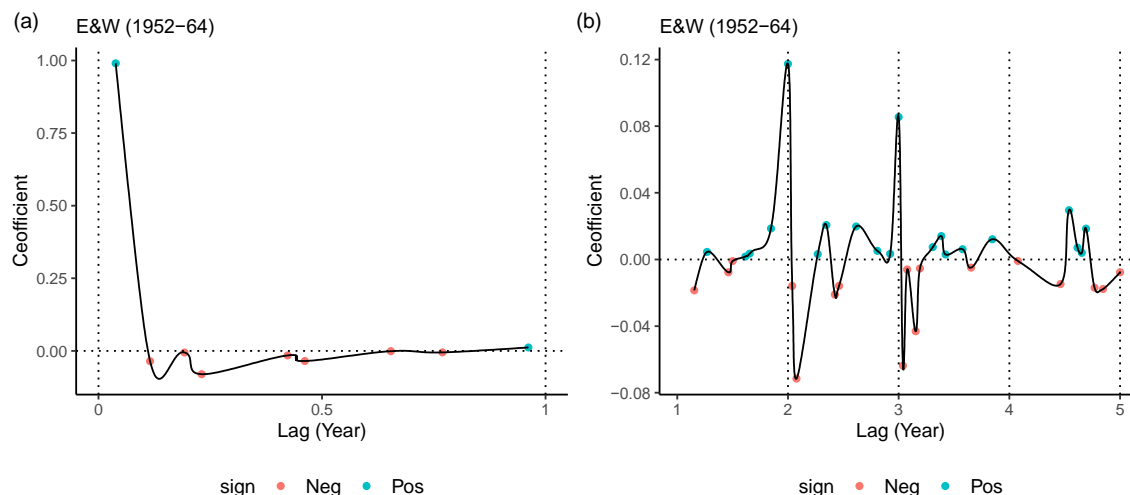 (a)
E&W (1952−64)
1.00
0.75
0.50
0.25
0.00
Ceofficient
0
0.5
1
Lag (Year)
sign Neg Pos
(b)
E&W (1952−64)
0.12
0.08
0.04
0.00
−0.04
−0.08
Ceofficient
1
2
3
4
5
Lag (Year)
sign Neg Pos